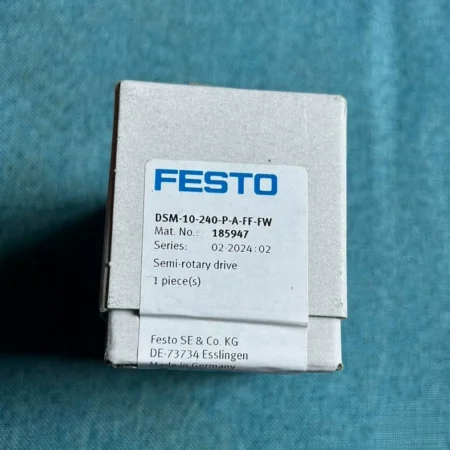 FESTO
DSM-10-240-P-A-FF-FW
Mat. No.: 185947
Series: 02-2024:02
Semi-rotary drive
1 piece(s)
Festo SE & Co. KG
DE-73734 Esslingen
Made in Germany